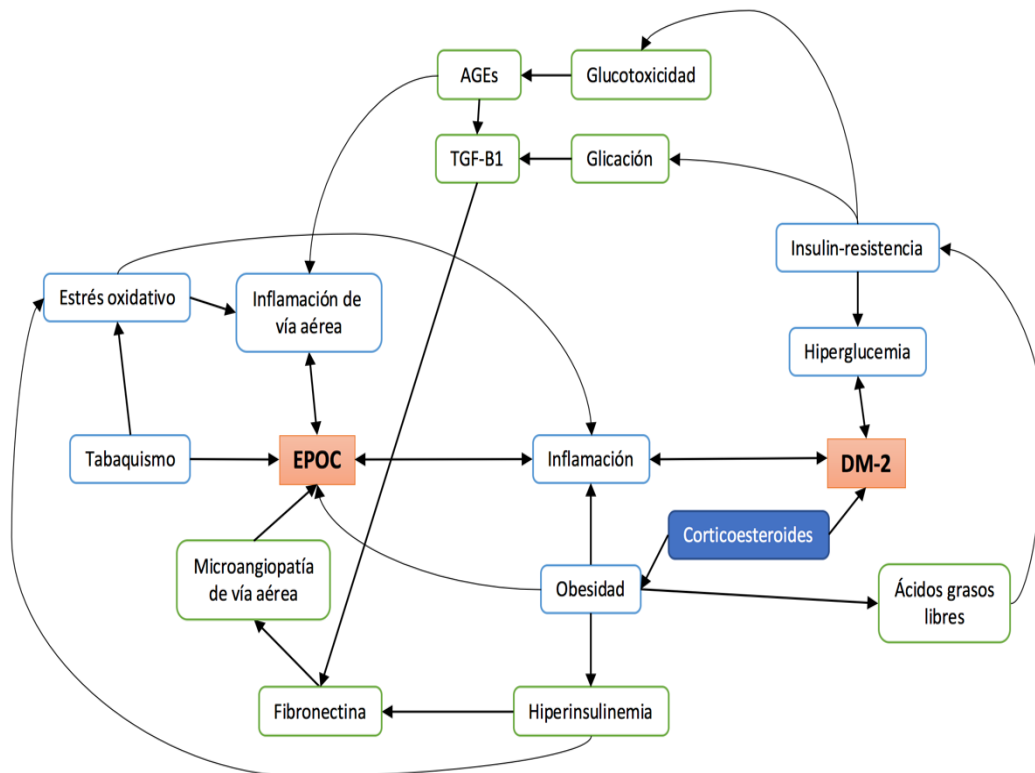 AGEs
Glucotoxicidad
TGF-B1
Glicación
Insulin-resistencia
Estrés oxidativo
Inflamación de
vía aérea
Hiperglucemia
Tabaquismo
EPOC
Inflamación
DM-2
Corticoesteroides
Microangiopatía
de vía aérea
Obesidad
Ácidos grasos
libres
Fibronectina
Hiperinsulinemia